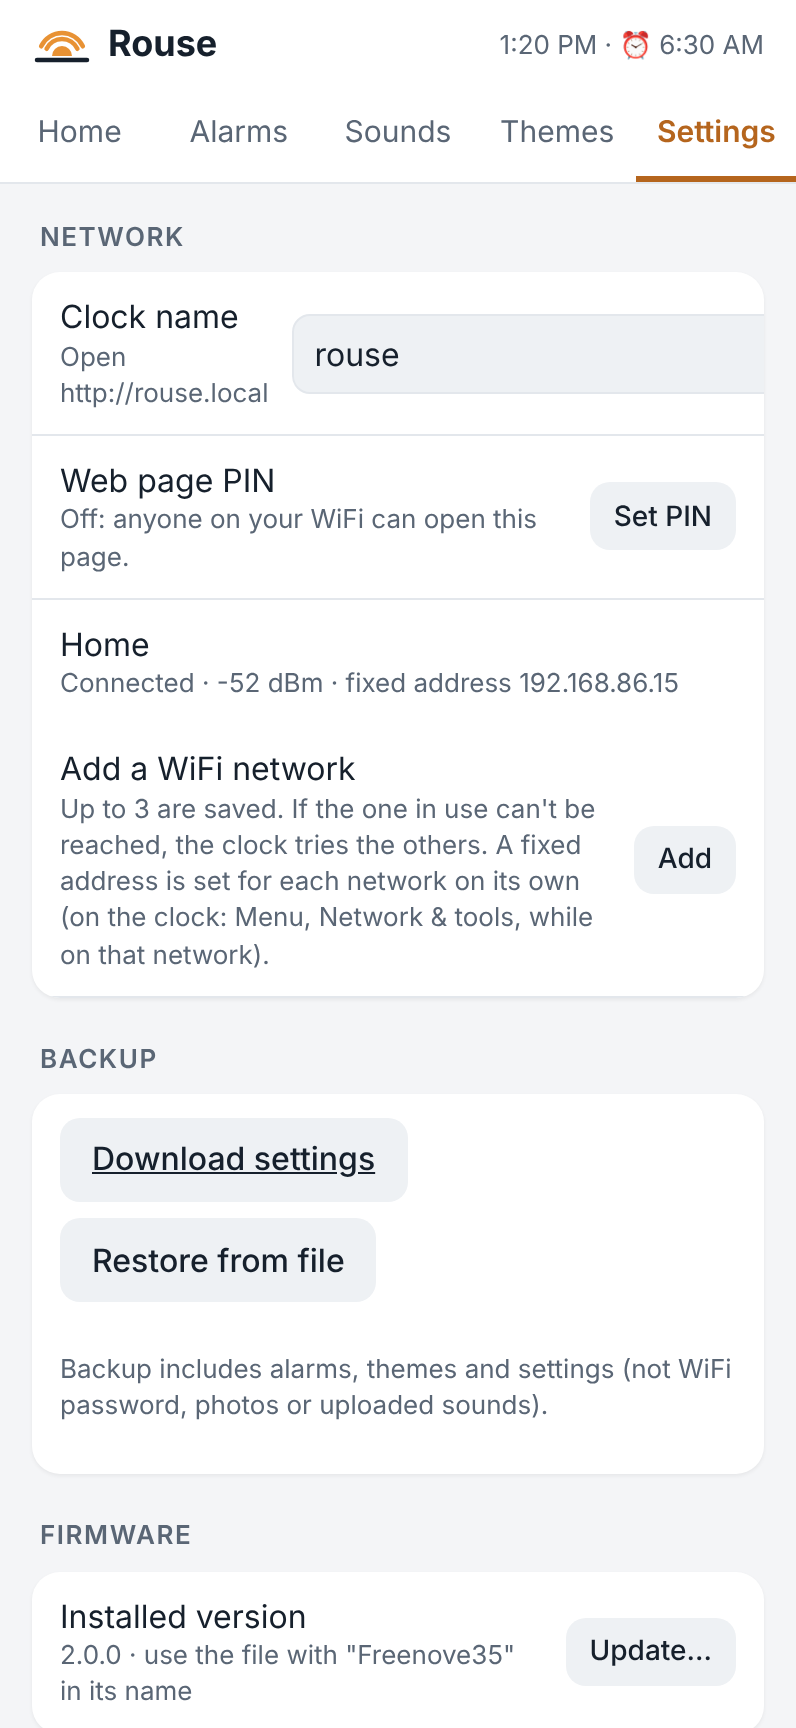 Rouse
1:20 PM · ⏰ 6:30 AM
Home Alarms Sounds Themes Settings
NETWORK
Clock name
Open
http://rouse.local
rouse
Web page PIN
Off: anyone on your WiFi can open this
page.
Set PIN
Home
Connected · -52 dBm · fixed address 192.168.86.15
Add a WiFi network
Up to 3 are saved. If the one in use can't be
reached, the clock tries the others. A fixed
address is set for each network on its own
(on the clock: Menu, Network & tools, while
on that network).
Add
BACKUP
Download settings
Restore from file
Backup includes alarms, themes and settings (not WiFi
password, photos or uploaded sounds).
FIRMWARE
Installed version
2.0.0 · use the file with "Freenove35"
in its name
Update...